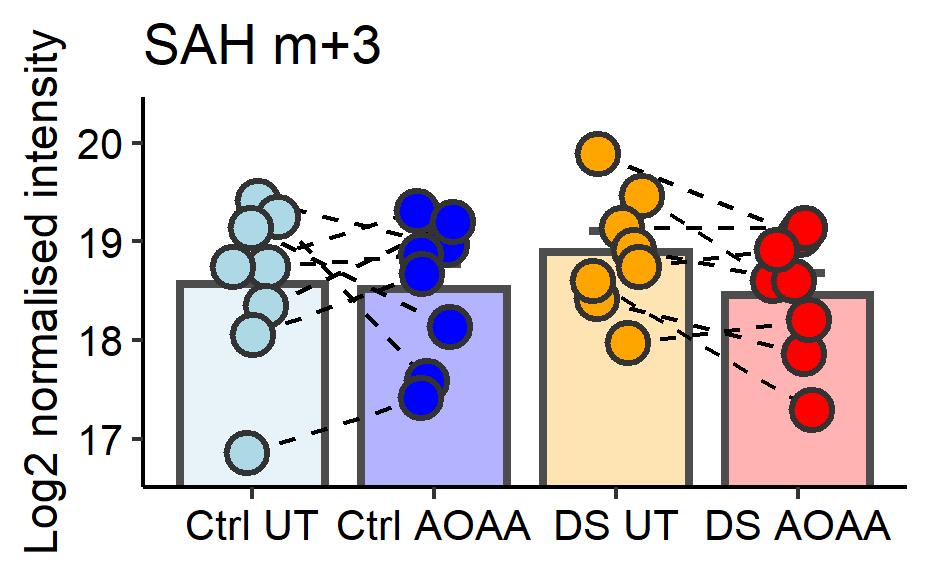 SAH m+3
Log2 normalised intensity
20
19
18
17
Ctrl UT Ctrl AOAA DS UT DS AOAA